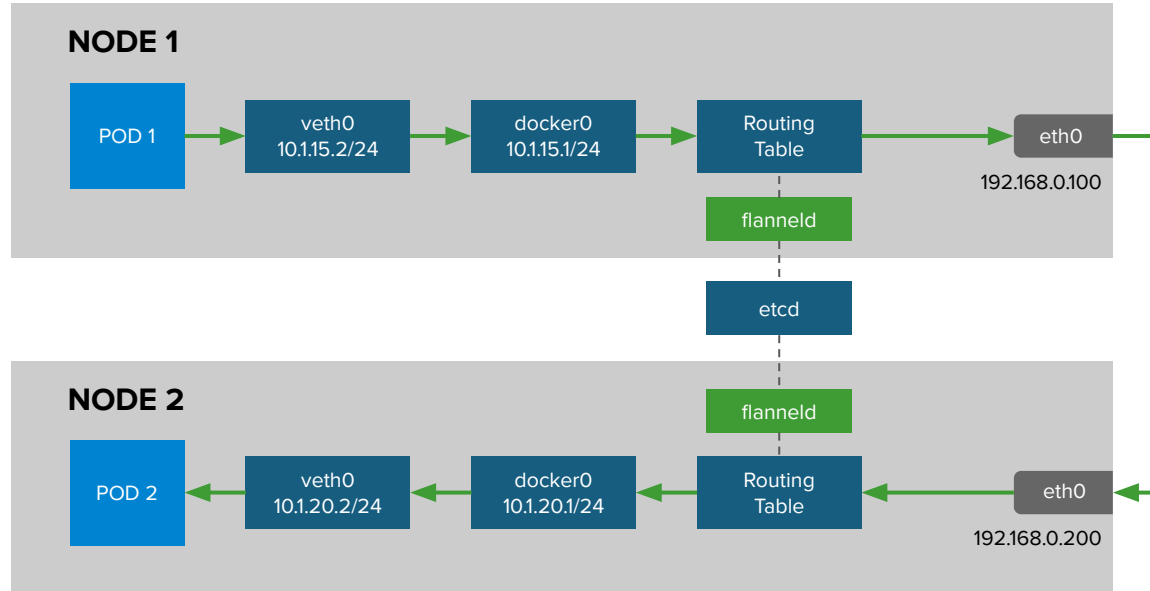 NODE 1
POD 1
veth0
10.1.15.2/24
docker0
10.1.15.1/24
Routing
Table
eth0
192.168.0.100
flanneld
etcd
NODE 2
flanneld
POD 2
veth0
10.1.20.2/24
docker0
10.1.20.1/24
Routing
Table
eth0
192.168.0.200